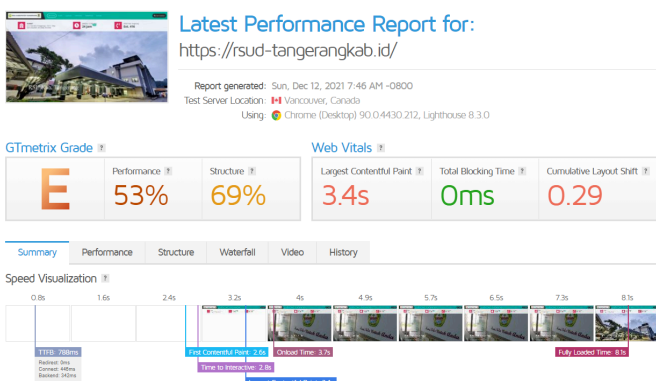 Latest Performance Report for:
https://rsud-tangerangkab.id/
Report generated: Sun, Dec 12, 2021 7:46 AM -0800
Test Server Location: Vancouver, Canada
Using: Chrome (Desktop) 90.0.4430.212, Lighthouse 8.3.0
GTmetrix Grade ?
Web Vitals ?
E
Performance ?
53%
Structure ?
69%
Largest Contentful Paint ?
3.4s
Total Blocking Time ?
0ms
Cumulative Layout Shift ?
0.29
Summary Performance Structure Waterfall Video History
Speed Visualization ?
0.8s 1.6s 2.4s 3.2s 4s 4.9s 5.7s 6.5s 7.3s 8.1s
TTFB: 788ms
Redirect: 0ms
Connect: 446ms
Backend: 342ms
First Contentful Paint: 2.6s
Onload Time: 3.7s
Fully Loaded Time: 8.1s
Time to Interactive: 2.8s